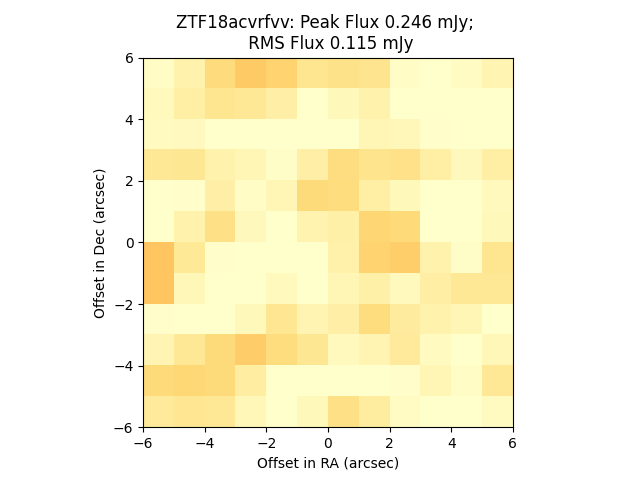 ZTF18acvrfvv: Peak Flux 0.246 mJy;
RMS Flux 0.115 mJy
6
4
2
0
−2
−4
−6
Offset in Dec (arcsec)
−6 −4 −2 0 2 4 6
Offset in RA (arcsec)